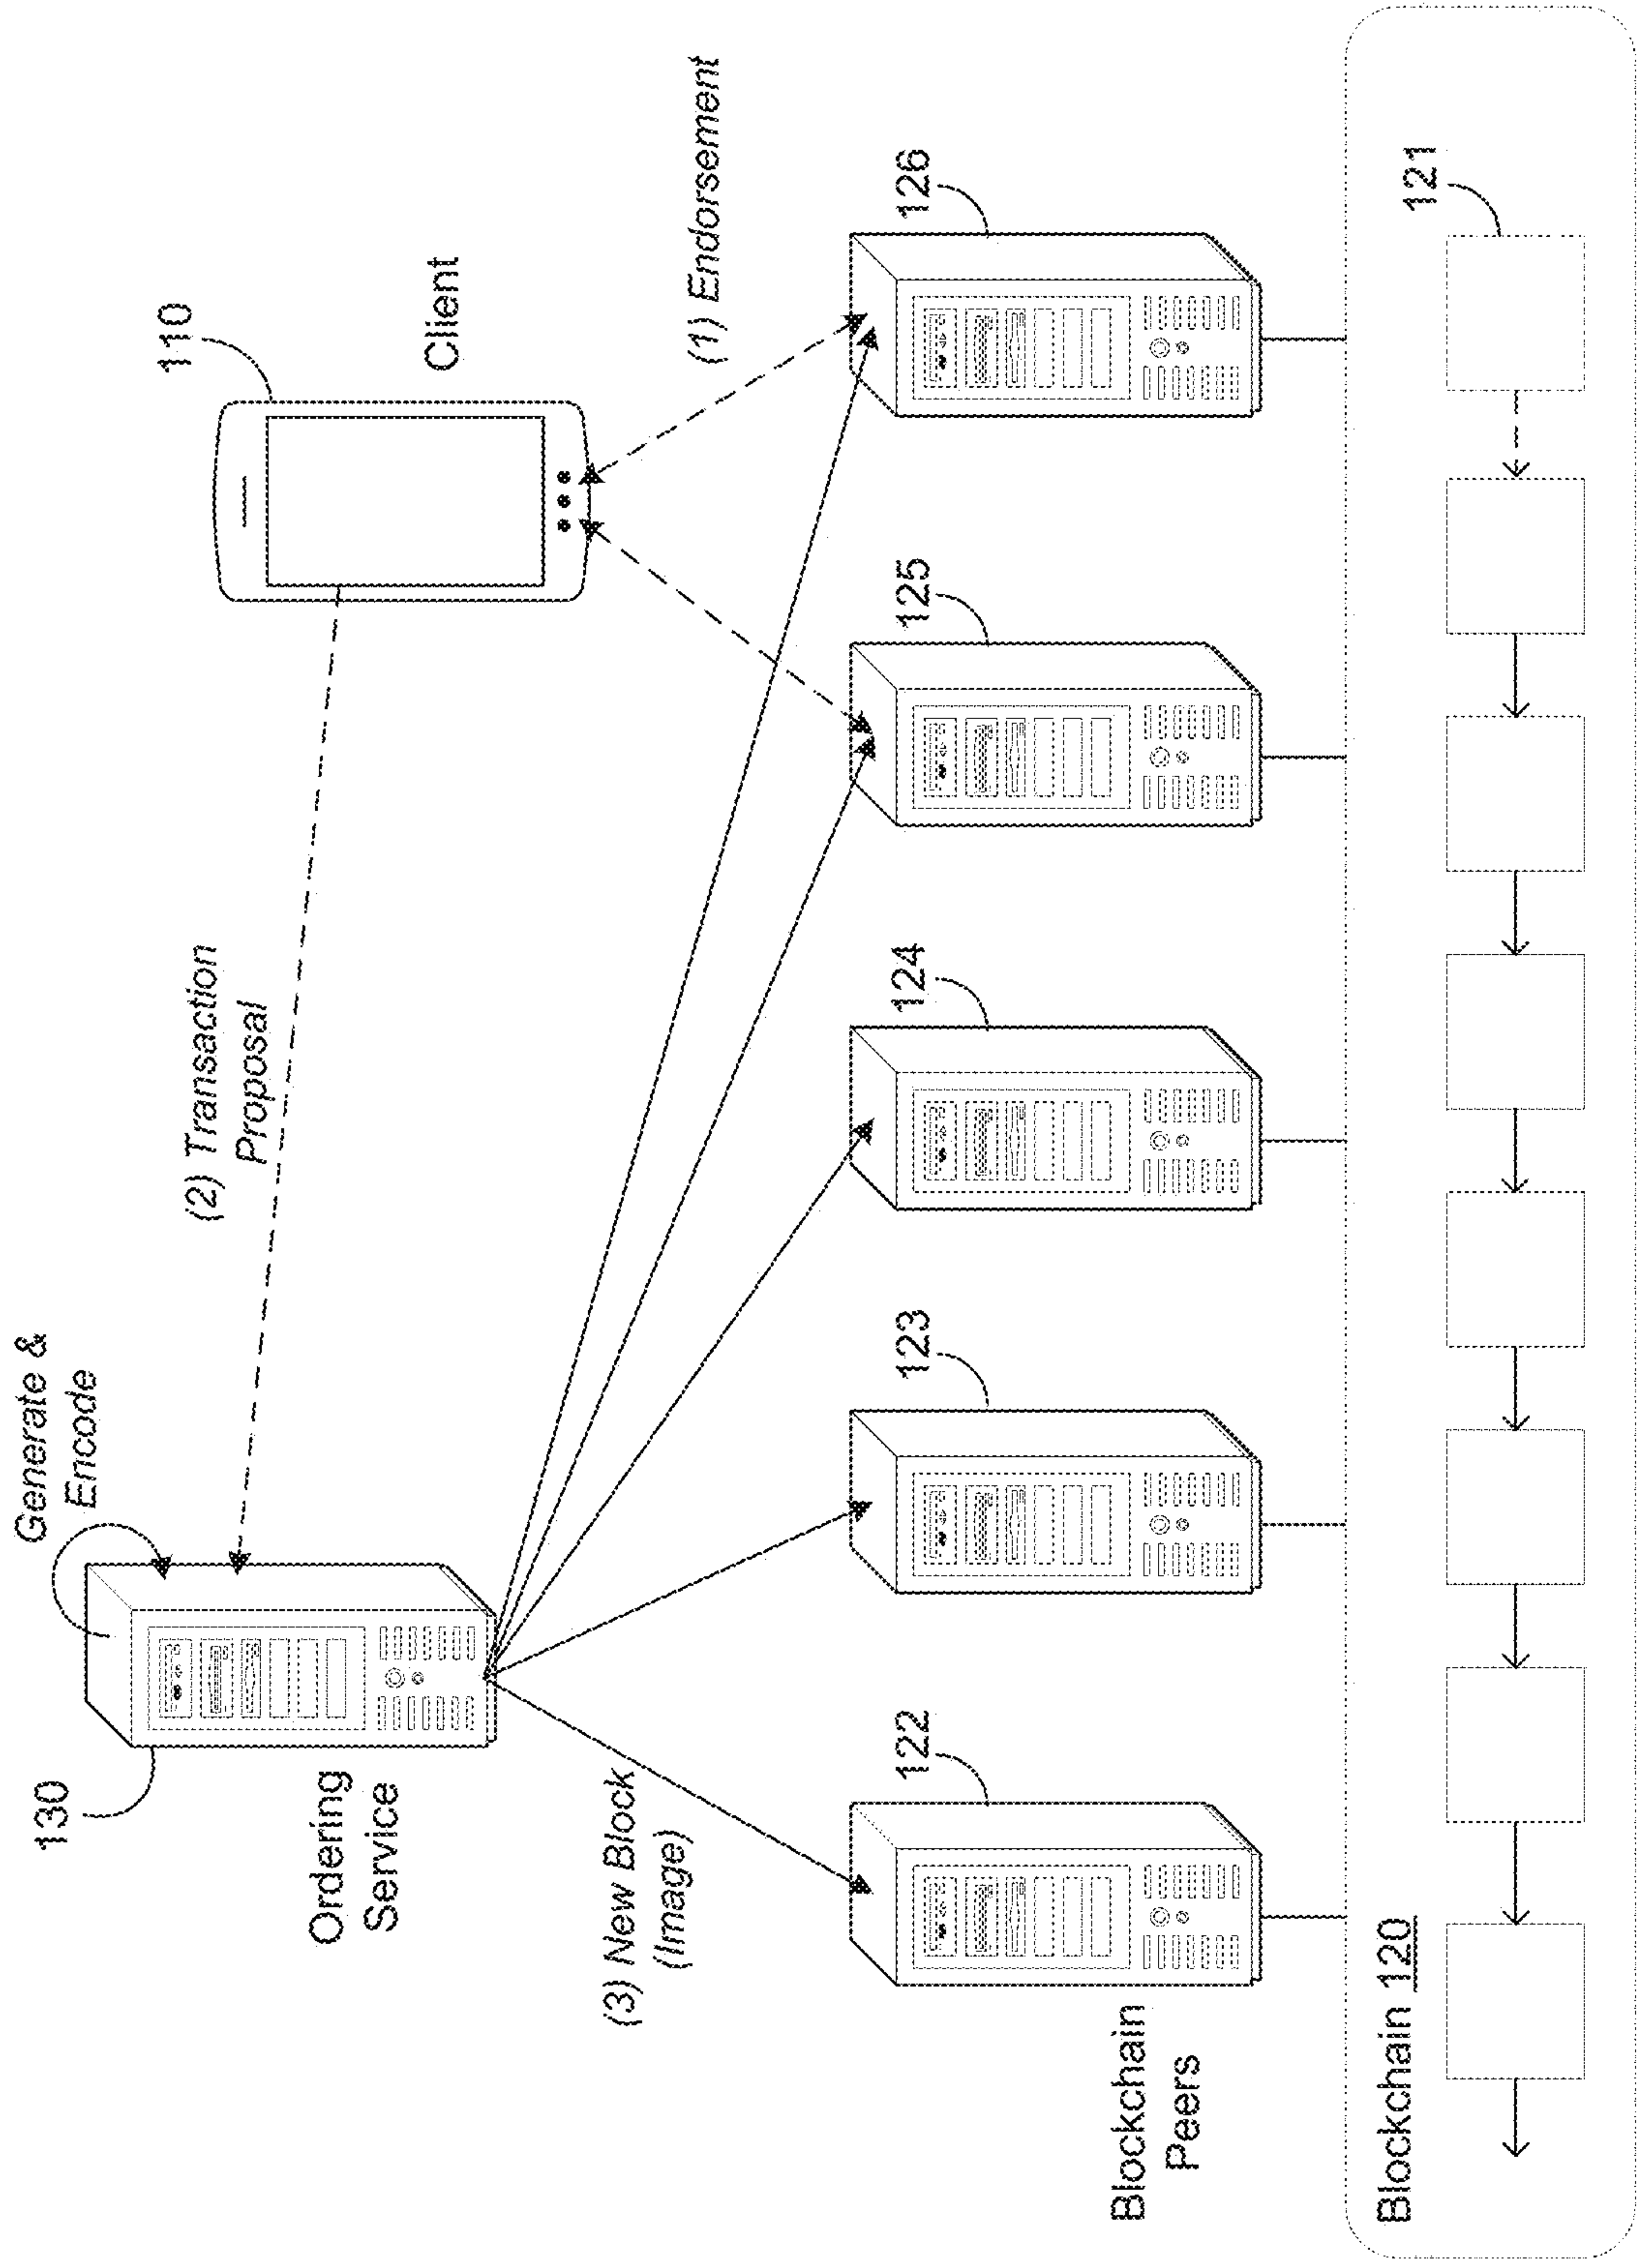 130
Generate &
Encode
Ordering
Service
(2) Transaction
Proposal
110
Client
(3) New Block
(Image)
(1) Endorsement
122
123
124
125
126
Blockchain
Peers
Blockchain 120
121